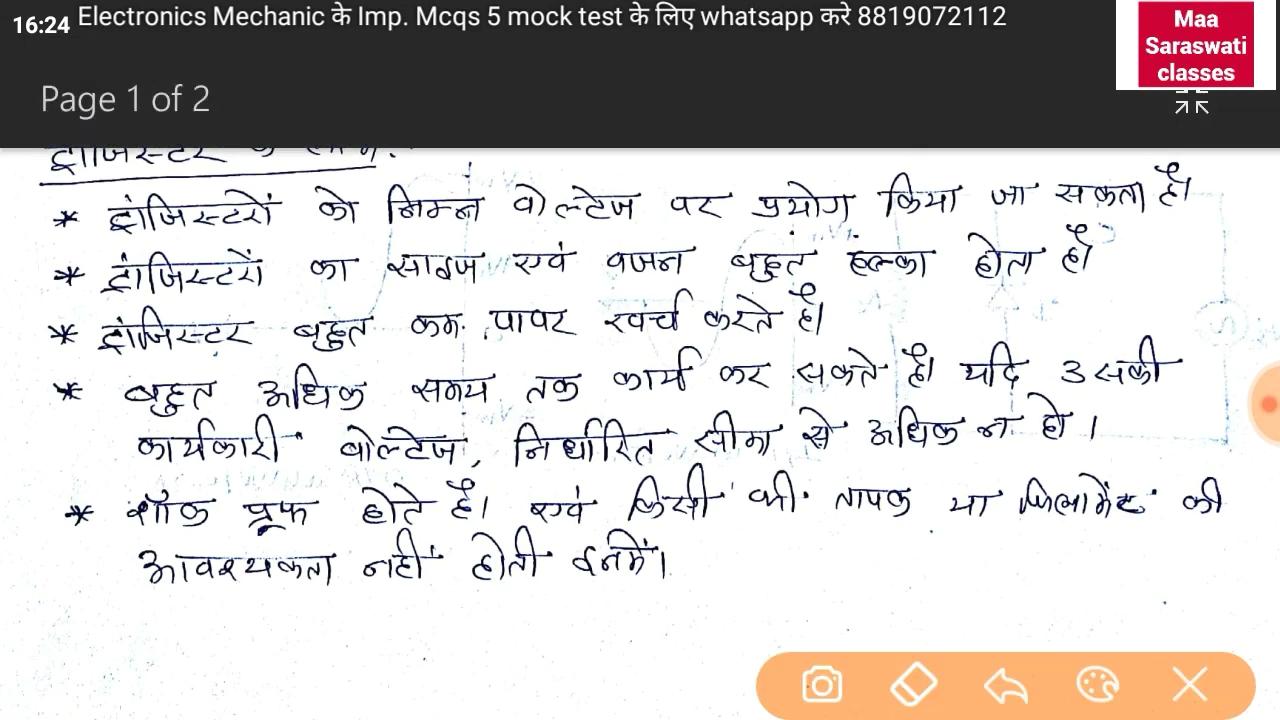 16:24
Electronics Mechanic के Imp. Mcqs 5 mock test के लिए whatsapp करे 8819072112
Maa
Saraswati
classes
Page 1 of 2
ट्रांजिस्टर के लाभ:
* ट्रांजिस्टरों को निम्न वोल्टेज पर प्रयोग किया जा सकता है।
* ट्रांजिस्टरों का साइज एवं वजन बहुत हल्का होता है।
* ट्रांजिस्टर बहुत कम पावर खर्च करते है।
* बहुत अधिक समय तक कार्य कर सकते है। यदि उसकी
कार्यकारी वोल्टेज, निर्धारित सीमा से अधिक न हो।
* शॉक प्रूफ होते है। एवं किसी भी तापक या फिलामेंट की
आवश्यकता नहीं होती इनमें।